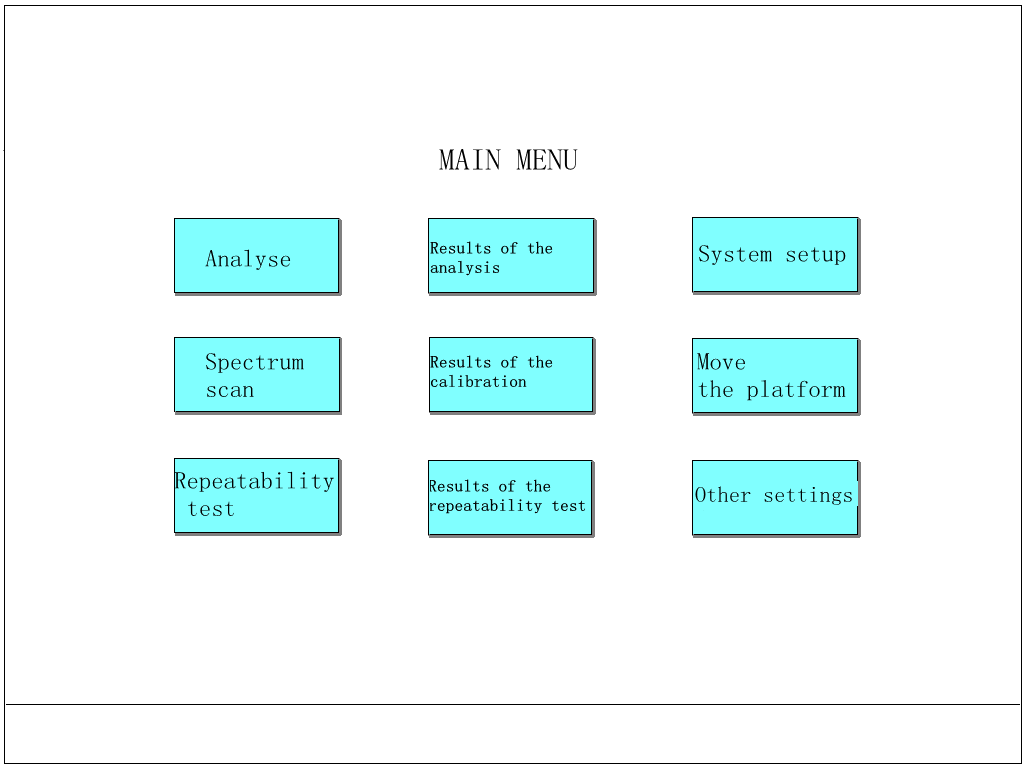 MAIN MENU
Analyse
Results of the
analysis
System setup
Spectrum
scan
Results of the
calibration
Move
the platform
Repeatability
test
Results of the
repeatability test
Other settings